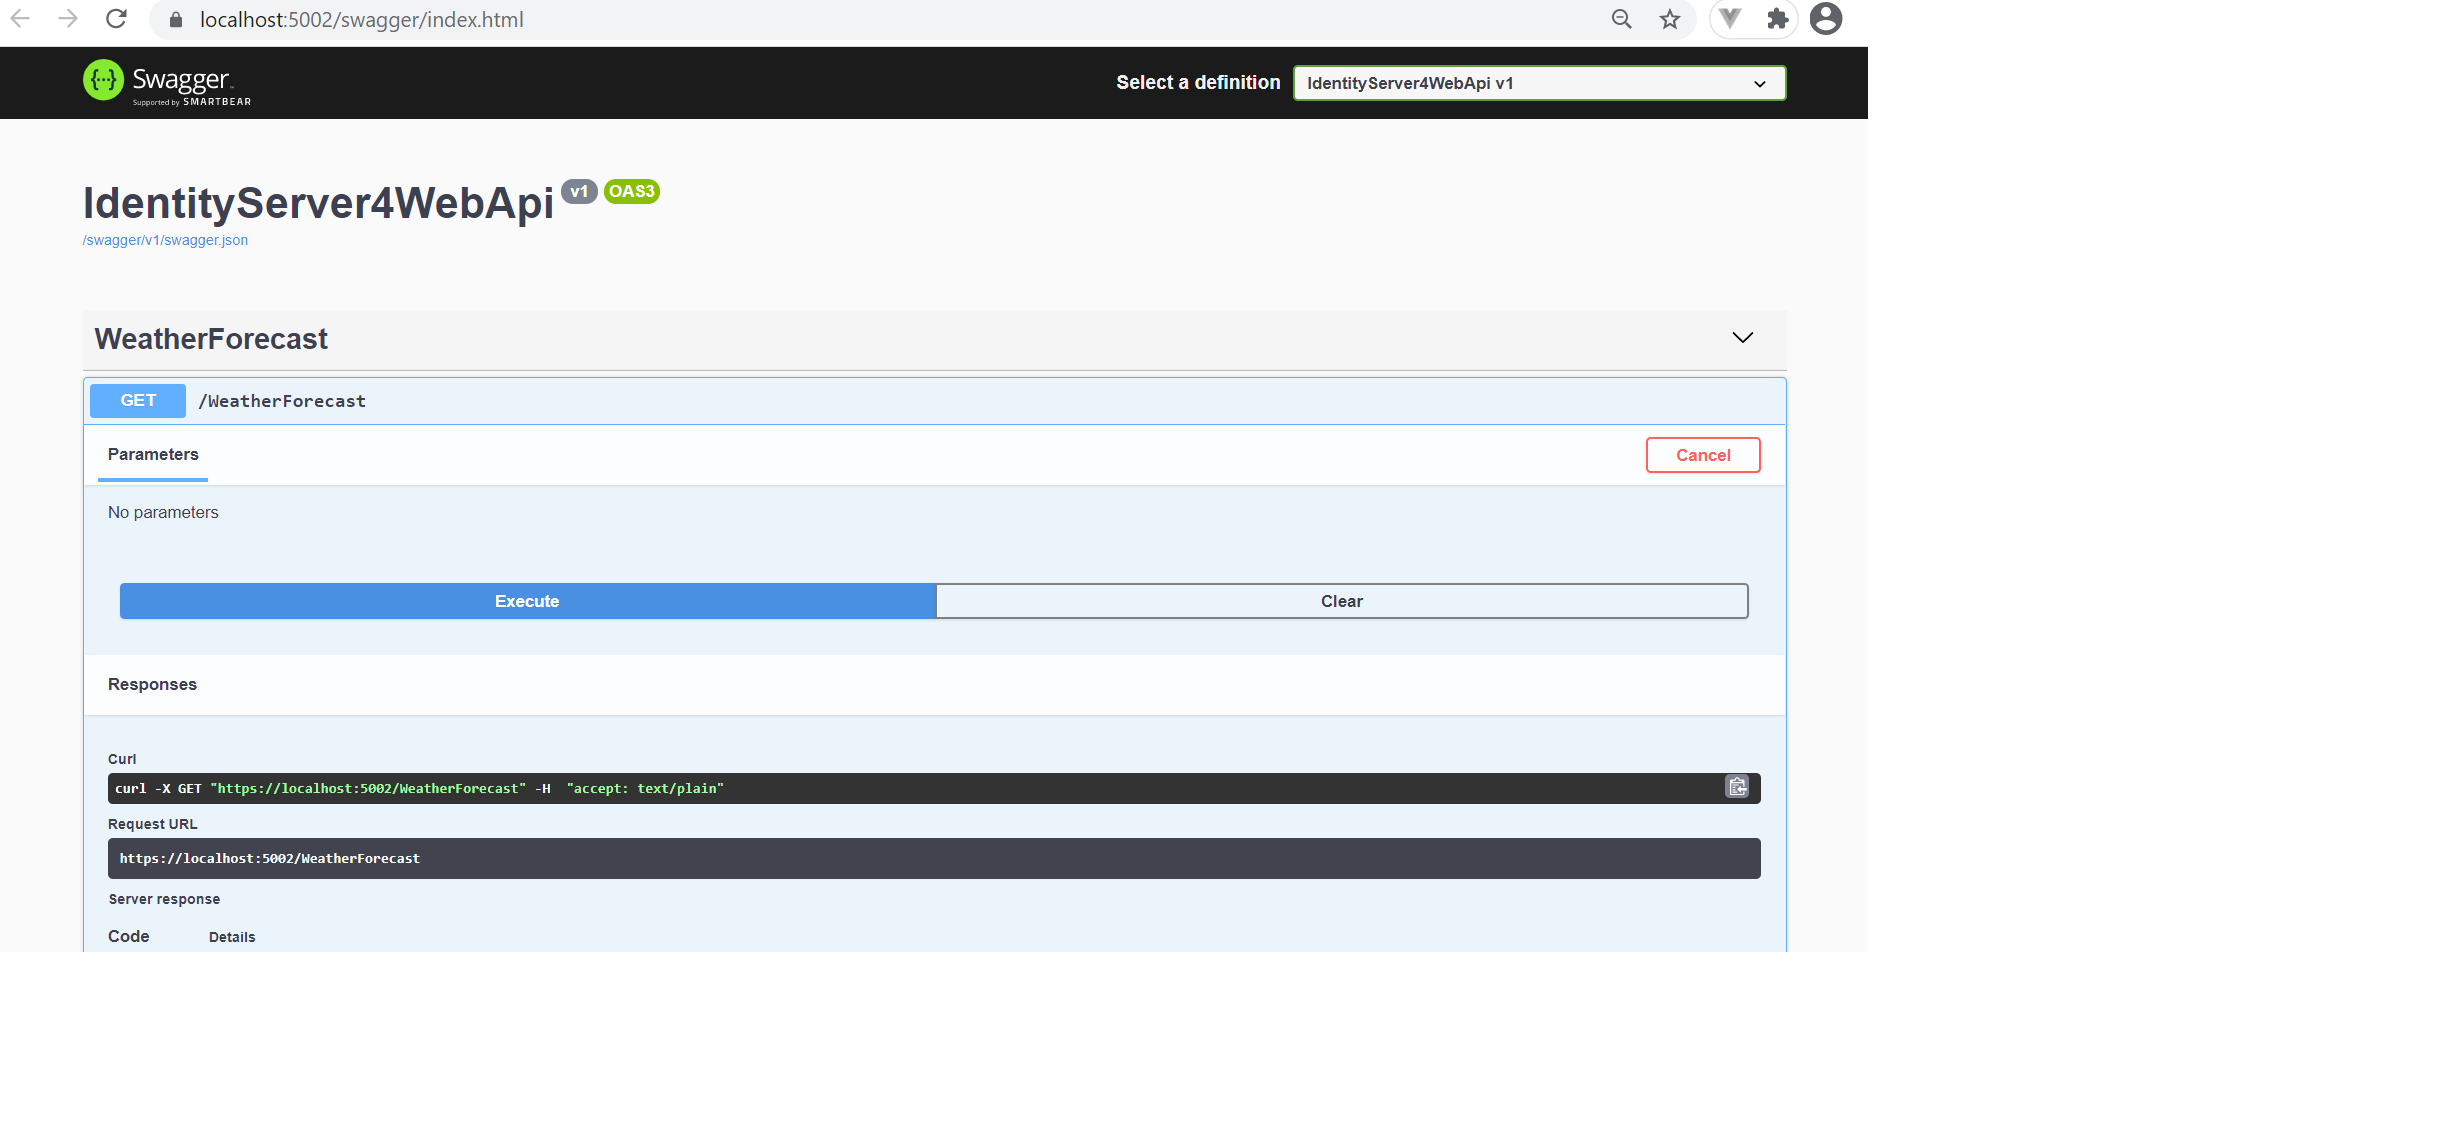 localhost:5002/swagger/index.html
{···} Swagger
Supported by SMARTBEAR
Select a definition
IdentityServer4WebApi v1
IdentityServer4WebApi v1 OAS3
/swagger/v1/swagger.json
WeatherForecast
GET /WeatherForecast
Parameters
Cancel
No parameters
Execute
Clear
Responses
Curl
curl -X GET "https://localhost:5002/WeatherForecast" -H  "accept: text/plain"
Request URL
https://localhost:5002/WeatherForecast
Server response
Code Details